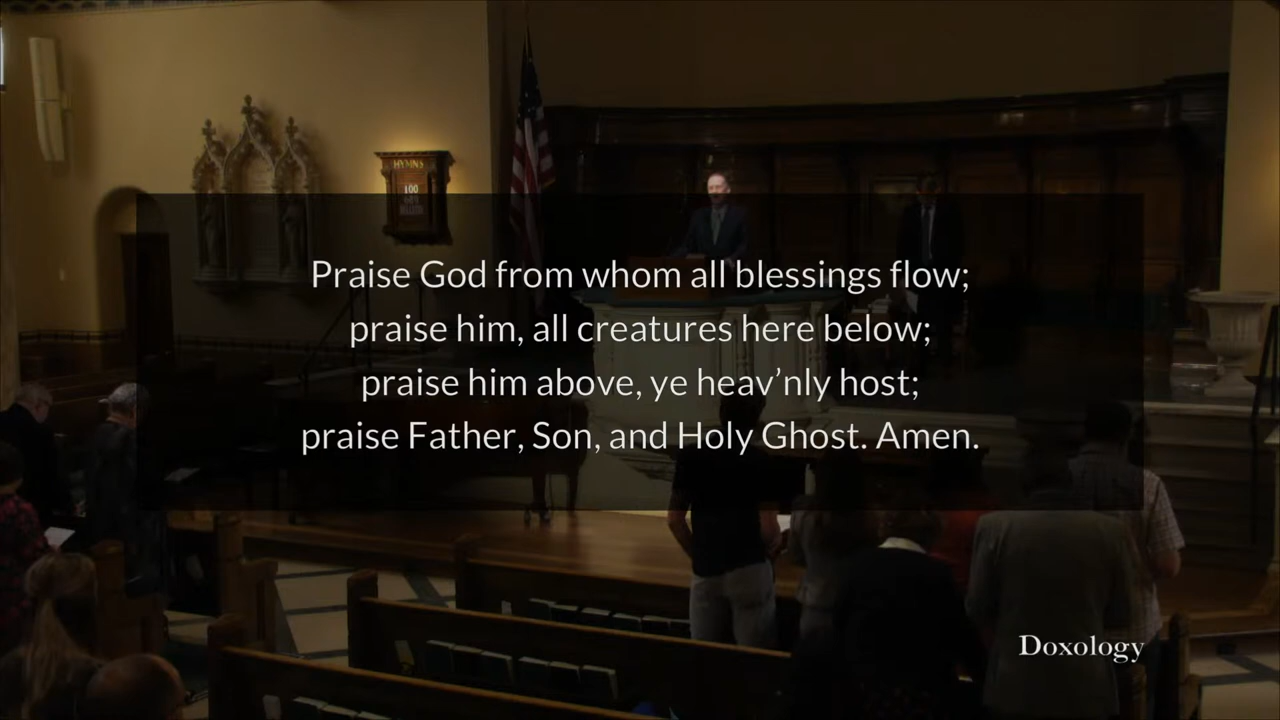 HYMNS
100
Praise God from whom all blessings flow;
praise him, all creatures here below;
praise him above, ye heav’nly host;
praise Father, Son, and Holy Ghost. Amen.
Doxology